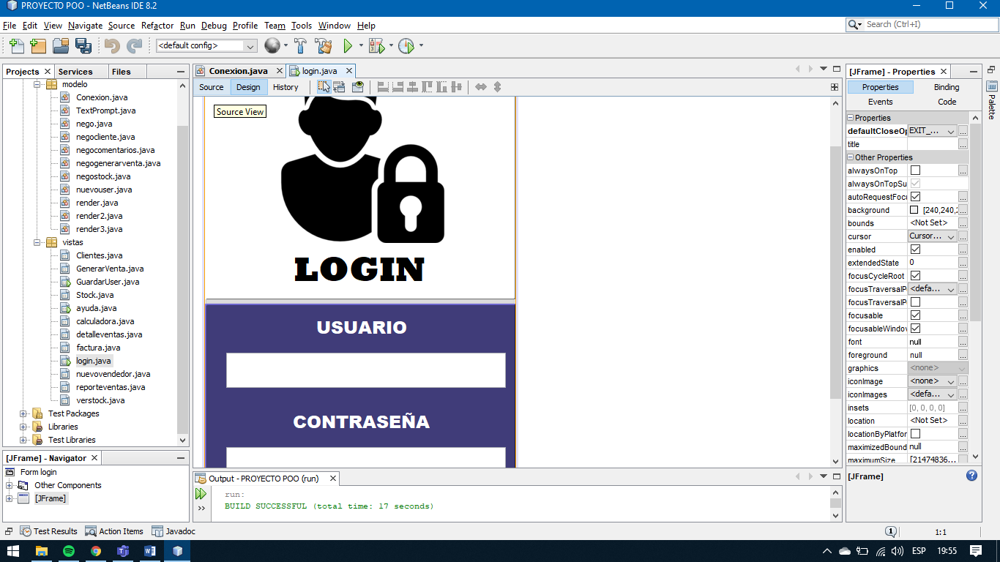 PROYECTO POO - NetBeans IDE 8.2
File Edit View Navigate Source Refactor Run Debug Profile Team Tools Window Help
Search (Ctrl+I)
<default config>
Projects Services Files
modelo
Conexion.java
TextPrompt.java
nego.java
negocliente.java
negocomentarios.java
negogenerarventa.java
negostock.java
nuevouser.java
render.java
render2.java
render3.java
vistas
Clientes.java
GenerarVenta.java
GuardarUser.java
Stock.java
ayuda.java
calculadora.java
detalleventas.java
factura.java
login.java
nuevovendedor.java
reporteventas.java
verstock.java
Test Packages
Libraries
Test Libraries
[JFrame] - Navigator
Form login
Other Components
[JFrame]
Conexion.java login.java
Source Design History
Source View
LOGIN
USUARIO
CONTRASEÑA
Output - PROYECTO POO (run)
run:
BUILD SUCCESSFUL (total time: 17 seconds)
[JFrame] - Properties
Properties Binding
Events Code
Properties
defaultCloseOp EXIT_... ...
title ...
Other Properties
alwaysOnTop ...
alwaysOnTopSu
autoRequestFocu ...
background [240,240,2 ...
bounds <Not Set> ...
cursor Cursor... ...
enabled ...
extendedState 0 ...
focusCycleRoot ...
focusTraversalP <defa... ...
focusTraversalP ...
focusable ...
focusableWindow ...
font null ...
foreground null ...
graphics <none>
iconImage <none> ...
iconImages <defa... ...
insets [0, 0, 0, 0] ...
location <Not Set> ...
locationByPlatfor ...
maximizedBound null ...
maximumSize [21474836... ...
[JFrame]
Palette
Test Results Action Items Javadoc
1 1:1
ESP 19:55